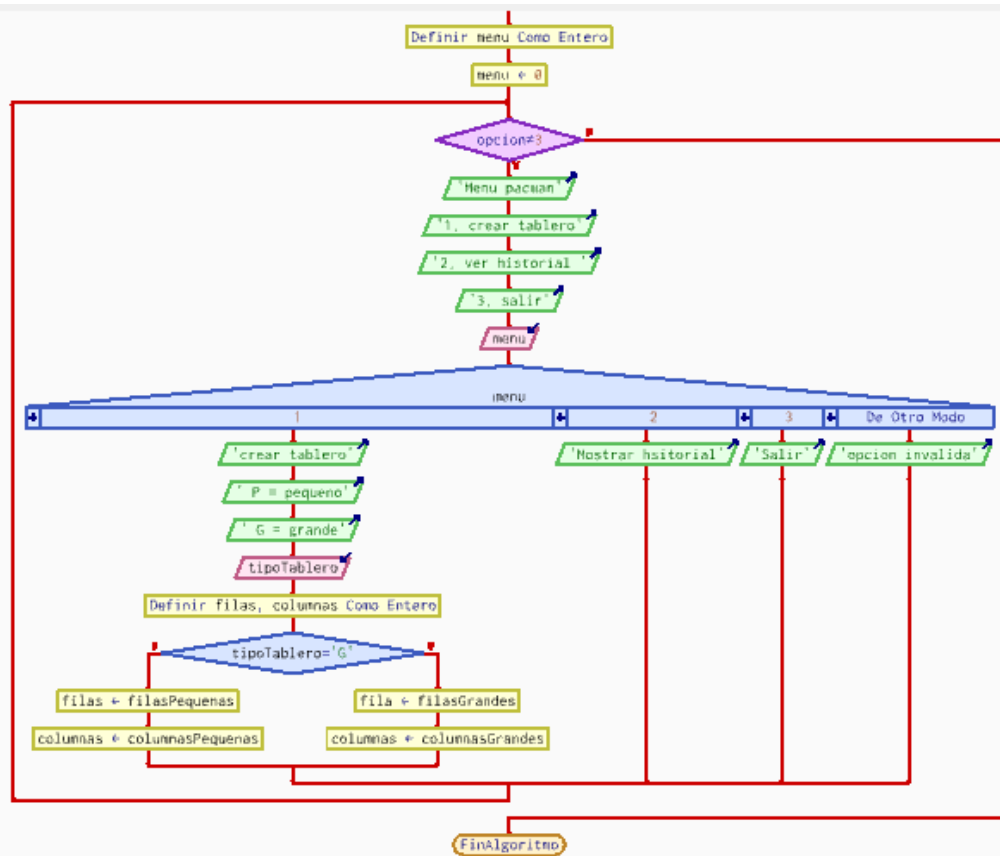 Definir menu Como Entero
menu ← 0
opcion≠3
'Menu pacman'
'1, crear tablero'
'2, ver historial '
'3, salir'
menu
menu
1
2
3
De Otro Modo
'crear tablero'
'Mostrar hsitorial'
'Salir'
'opcion invalida'
' P = pequeno'
' G = grande'
tipoTablero
Definir filas, columnas Como Entero
tipoTablero='G'
filas ← filasPequenas
fila ← filasGrandes
columnas ← columnasPequenas
columnas ← columnasGrandes
FinAlgoritmo